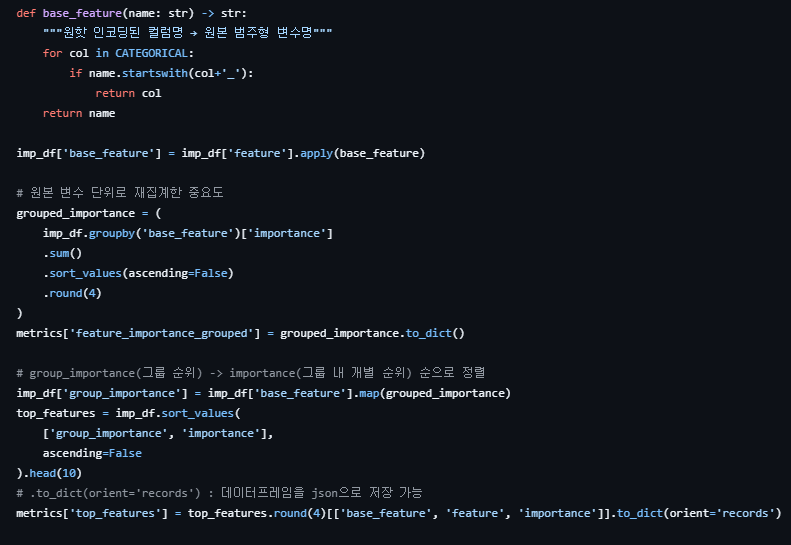 def base_feature(name: str) -> str:
    """원핫 인코딩된 컬럼명 → 원본 범주형 변수명"""
    for col in CATEGORICAL:
        if name.startswith(col+'_'):
            return col
    return name

imp_df['base_feature'] = imp_df['feature'].apply(base_feature)

# 원본 변수 단위로 재집계한 중요도
grouped_importance = (
    imp_df.groupby('base_feature')['importance']
    .sum()
    .sort_values(ascending=False)
    .round(4)
)
metrics['feature_importance_grouped'] = grouped_importance.to_dict()

# group_importance(그룹 순위) -> importance(그룹 내 개별 순위) 순으로 정렬
imp_df['group_importance'] = imp_df['base_feature'].map(grouped_importance)
top_features = imp_df.sort_values(
    ['group_importance', 'importance'],
    ascending=False
).head(10)
# .to_dict(orient='records') : 데이터프레임을 json으로 저장 가능
metrics['top_features'] = top_features.round(4)[['base_feature', 'feature', 'importance']].to_dict(orient='records')